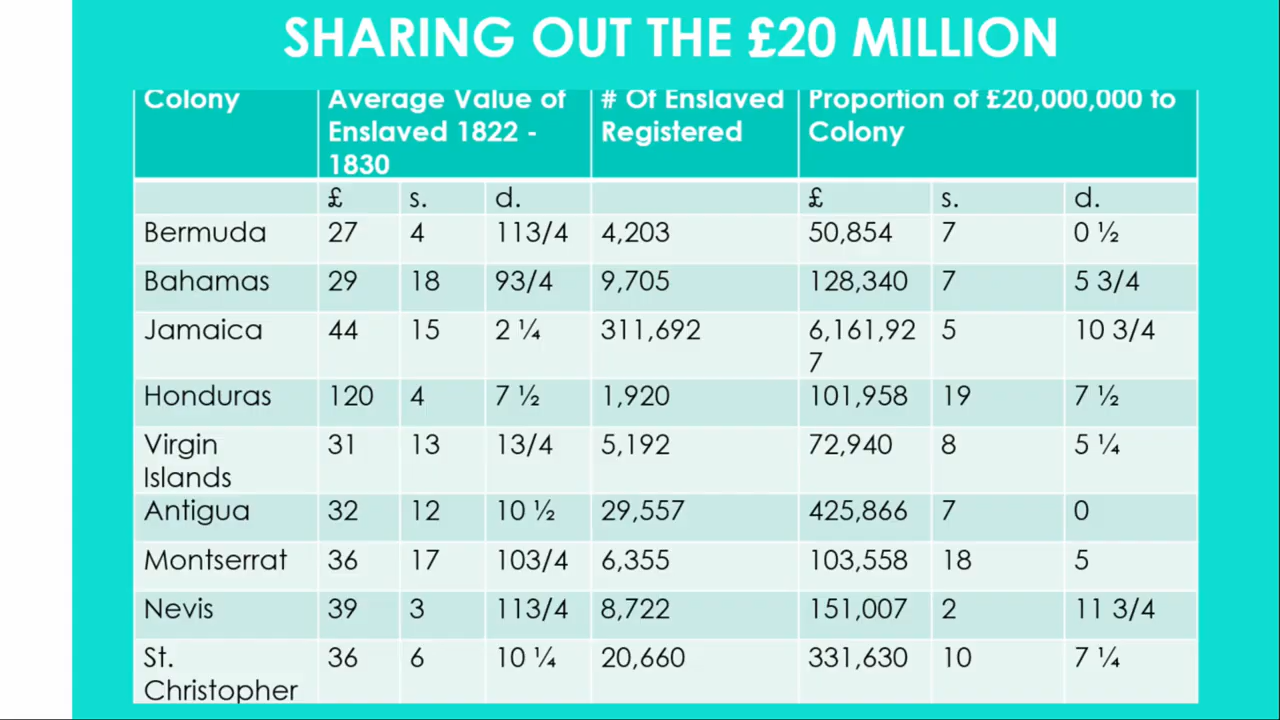 SHARING OUT THE £20 MILLION
Colony Average Value of # Of Enslaved Proportion of £20,000,000 to
Enslaved 1822 - Registered Colony
1830
£ s. d. £ s. d.
Bermuda 27 4 113/4 4,203 50,854 7 0 ½
Bahamas 29 18 93/4 9,705 128,340 7 5 3/4
Jamaica 44 15 2 ¼ 311,692 6,161,92 5 10 3/4
7
Honduras 120 4 7 ½ 1,920 101,958 19 7 ½
Virgin 31 13 13/4 5,192 72,940 8 5 ¼
Islands
Antigua 32 12 10 ½ 29,557 425,866 7 0
Montserrat 36 17 103/4 6,355 103,558 18 5
Nevis 39 3 113/4 8,722 151,007 2 11 3/4
St. 36 6 10 ¼ 20,660 331,630 10 7 ¼
Christopher